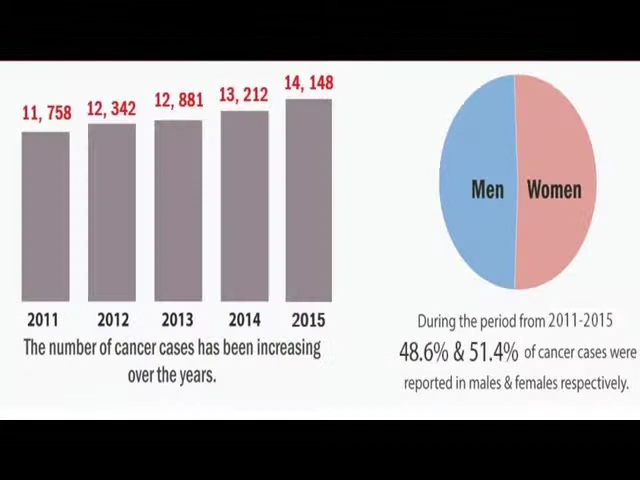 11, 758 12, 342 12, 881 13, 212 14, 148
2011 2012 2013 2014 2015
The number of cancer cases has been increasing
over the years.
Men Women
During the period from 2011-2015
48.6% & 51.4% of cancer cases were
reported in males & females respectively.